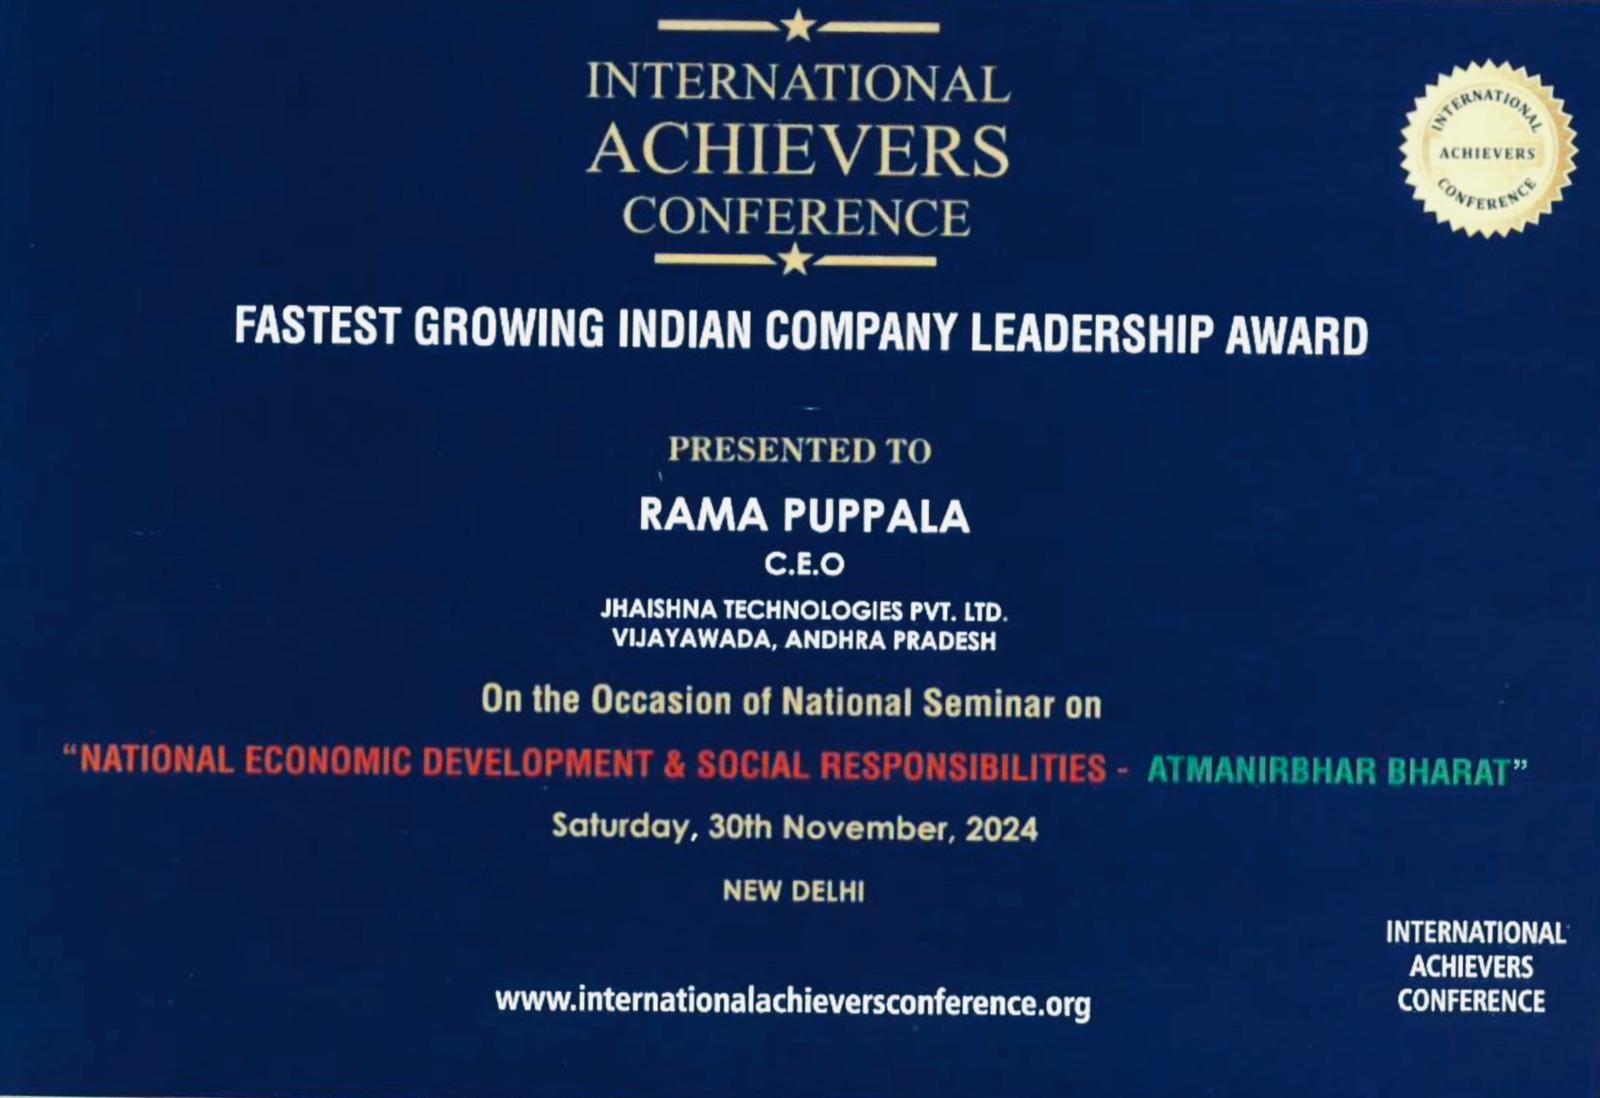 INTERNATIONAL
ACHIEVERS
CONFERENCE
INTERNATIONAL
ACHIEVERS
CONFERENCE
FASTEST GROWING INDIAN COMPANY LEADERSHIP AWARD
PRESENTED TO
RAMA PUPPALA
C.E.O
JHAISHNA TECHNOLOGIES PVT. LTD.
VIJAYAWADA, ANDHRA PRADESH
On the Occasion of National Seminar on
“NATIONAL ECONOMIC DEVELOPMENT & SOCIAL RESPONSIBILITIES - ATMANIRBHAR BHARAT”
Saturday, 30th November, 2024
NEW DELHI
www.internationalachieversconference.org
INTERNATIONAL
ACHIEVERS
CONFERENCE